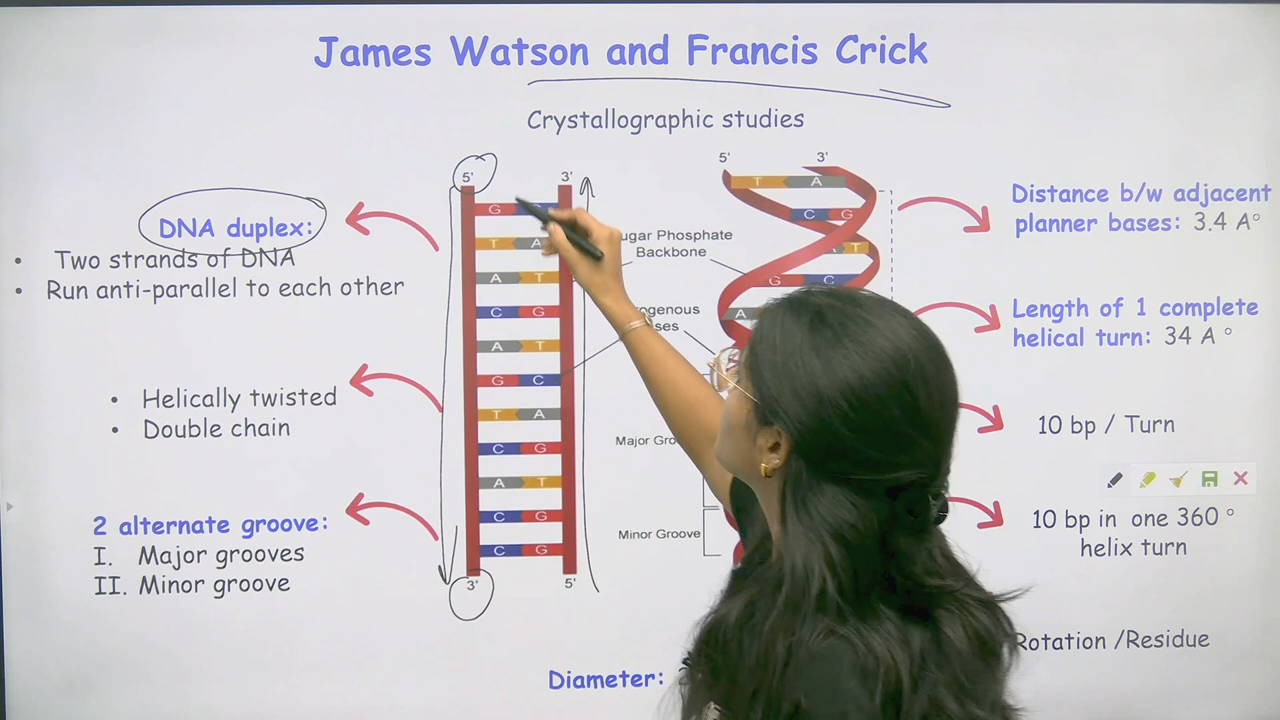 James Watson and Francis Crick
Crystallographic studies
5' 3'
5' 3'
DNA duplex:
• Two strands of DNA
• Run anti-parallel to each other
• Helically twisted
• Double chain
2 alternate groove:
I. Major grooves
II. Minor groove
G
T A
A T
C G
A T
G C
T A
C G
A T
C G
C G
3' 5'
Phosphate
Backbone
Major
Minor Groove
T A
C G
T
G C
A
Distance b/w adjacent
planner bases: 3.4 A°
Length of 1 complete
helical turn: 34 A °
10 bp / Turn
10 bp in one 360 °
helix turn
Rotation /Residue
Diameter: